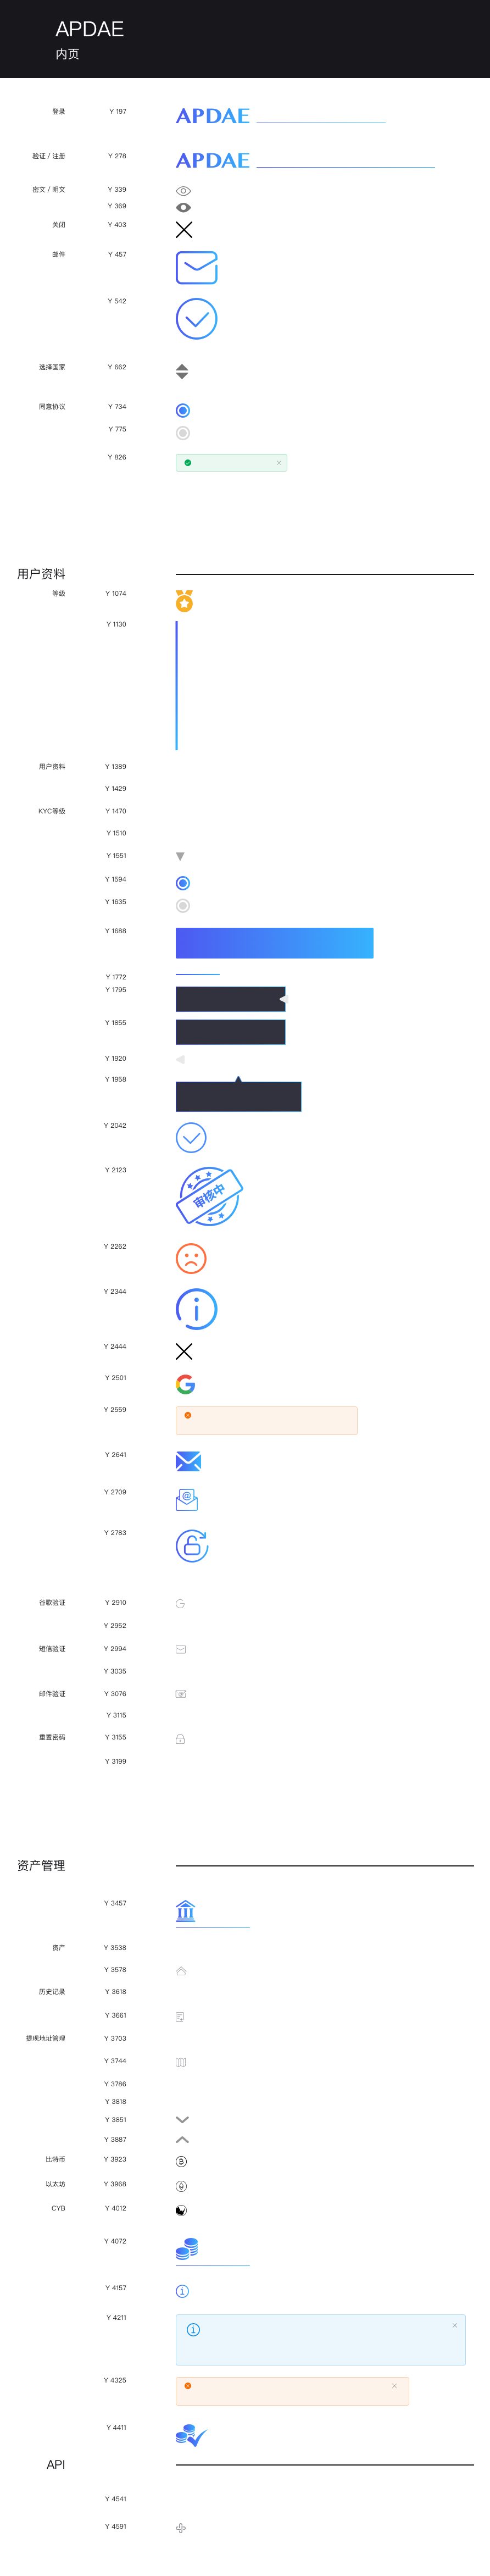 APDAE
内页
登录 Y 197 APDAE
验证 / 注册 Y 278 APDAE
密文 / 明文 Y 339
Y 369
关闭 Y 403
邮件 Y 457
Y 542
选择国家 Y 662
同意协议 Y 734
Y 775
Y 826
用户资料
等级 Y 1074
Y 1130
用户资料 Y 1389
Y 1429
KYC等级 Y 1470
Y 1510
Y 1551
Y 1594
Y 1635
Y 1688
Y 1772
Y 1795
Y 1855
Y 1920
Y 1958
Y 2042
Y 2123 审核中
Y 2262
Y 2344
Y 2444
Y 2501
Y 2559
Y 2641
Y 2709
Y 2783
谷歌验证 Y 2910
Y 2952
短信验证 Y 2994
Y 3035
邮件验证 Y 3076
Y 3115
重置密码 Y 3155
Y 3199
资产管理
Y 3457
资产 Y 3538
Y 3578
历史记录 Y 3618
Y 3661
提现地址管理 Y 3703
Y 3744
Y 3786
Y 3818
Y 3851
Y 3887
比特币 Y 3923
以太坊 Y 3968
CYB Y 4012
Y 4072
Y 4157
Y 4211
Y 4325
Y 4411
API
Y 4541
Y 4591